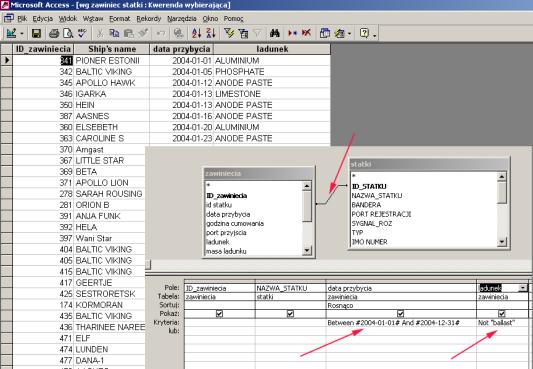 Microsoft Access - [wg zawiniec statki : Kwerenda wybierająca]
Plik Edycja Widok Wstaw Format Rekordy Narzędzia Okno Pomoc
ID_zawiniecia Ship's name data przybycia ladunek
341 PIONER ESTONII 2004-01-01 ALUMINIUM
342 BALTIC VIKING 2004-01-05 PHOSPHATE
345 APOLLO HAWK 2004-01-12 ANODE PASTE
346 IGARKA 2004-01-13 LIMESTONE
350 HEIN 2004-01-13 ANODE PASTE
387 AASNES 2004-01-16 ANODE PASTE
360 ELSEBETH 2004-01-20 ALUMINIUM
363 CAROLINE S 2004-01-23 ANODE PASTE
370 Arngast
367 LITTLE STAR
369 BETA
371 APOLLO LION
278 SARAH ROUSING
281 ORION B
391 ANJA FUNK
392 HELA
397 Wani Star
404 BALTIC VIKING
405 BALTIC VIKING
415 BALTIC VIKING
417 GEERTJE
425 SESTRORETSK
174 KORMORAN
435 BALTIC VIKING
436 THARINEE NAREE
471 ELF
474 LUNDEN
477 DANA-1
zawiniecia
*
ID_zawiniecia
id statku
data przybycia
godzina cumowania
port przyjscia
ladunek
masa ladunku
statki
*
ID_STATKU
NAZWA_STATKU
BANDERA
PORT REJESTRACJI
SYGNAL_ROZ
TYP
IMO NUMER
Pole: ID_zawiniecia NAZWA_STATKU data przybycia ladunek
Tabela: zawiniecia statki zawiniecia zawiniecia
Sortuj: Rosnąco
Pokaż:
Kryteria: Between #2004-01-01# And #2004-12-31# Not "ballast"
lub: